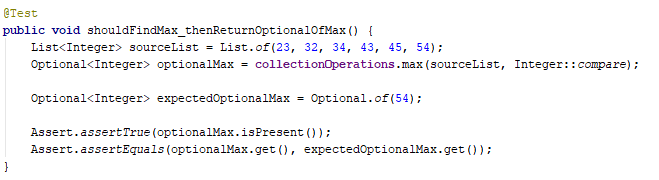 @Test
public void shouldFindMax_thenReturnOptionalOfMax() {
    List<Integer> sourceList = List.of(23, 32, 34, 43, 45, 54);
    Optional<Integer> optionalMax = collectionOperations.max(sourceList, Integer::compare);

    Optional<Integer> expectedOptionalMax = Optional.of(54);

    Assert.assertTrue(optionalMax.isPresent());
    Assert.assertEquals(optionalMax.get(), expectedOptionalMax.get());
}